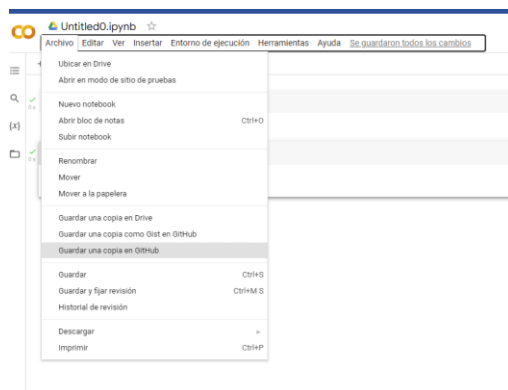 Untitled0.ipynb
Archivo Editar Ver Insertar Entorno de ejecución Herramientas Ayuda Se guardaron todos los cambios
Ubicar en Drive
Abrir en modo de sitio de pruebas
Nuevo notebook
Abrir bloc de notas Ctrl+O
Subir notebook
Renombrar
Mover
Mover a la papelera
Guardar una copia en Drive
Guardar una copia como Gist en GitHub
Guardar una copia en GitHub
Guardar Ctrl+S
Guardar y fijar revisión Ctrl+M S
Historial de revisión
Descargar
Imprimir Ctrl+P
{x}